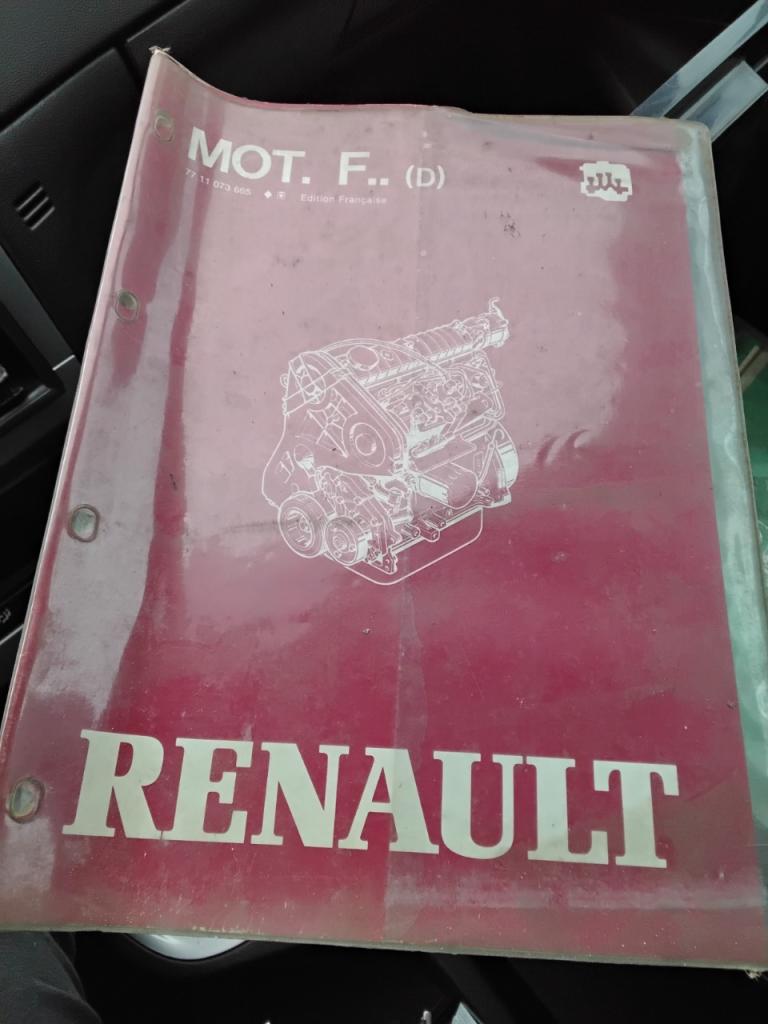 MOT. F.. (D)
77 11 073 665 Edition Française
RENAULT